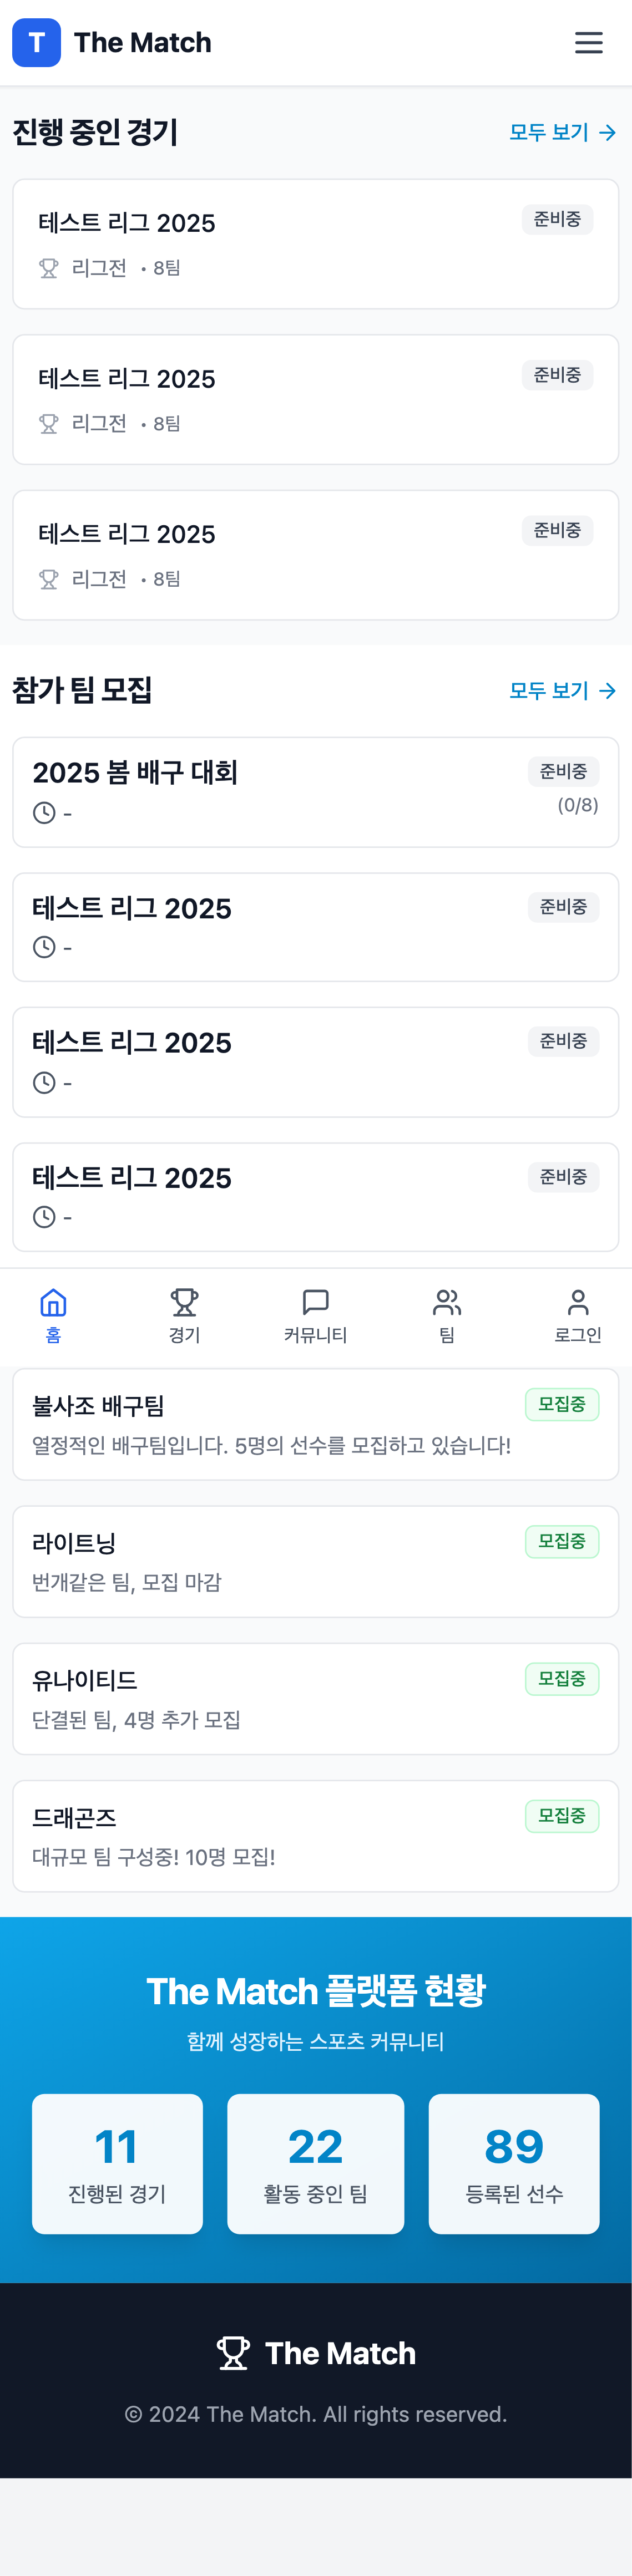 T The Match
진행 중인 경기 모두 보기 →
테스트 리그 2025 준비중
리그전 • 8팀
테스트 리그 2025 준비중
리그전 • 8팀
테스트 리그 2025 준비중
리그전 • 8팀
참가 팀 모집 모두 보기 →
2025 봄 배구 대회 준비중
- (0/8)
테스트 리그 2025 준비중
-
테스트 리그 2025 준비중
-
테스트 리그 2025 준비중
-
홈 경기 커뮤니티 팀 로그인
불사조 배구팀 모집중
열정적인 배구팀입니다. 5명의 선수를 모집하고 있습니다!
라이트닝 모집중
번개같은 팀, 모집 마감
유나이티드 모집중
단결된 팀, 4명 추가 모집
드래곤즈 모집중
대규모 팀 구성중! 10명 모집!
The Match 플랫폼 현황
함께 성장하는 스포츠 커뮤니티
11 22 89
진행된 경기 활동 중인 팀 등록된 선수
The Match
© 2024 The Match. All rights reserved.